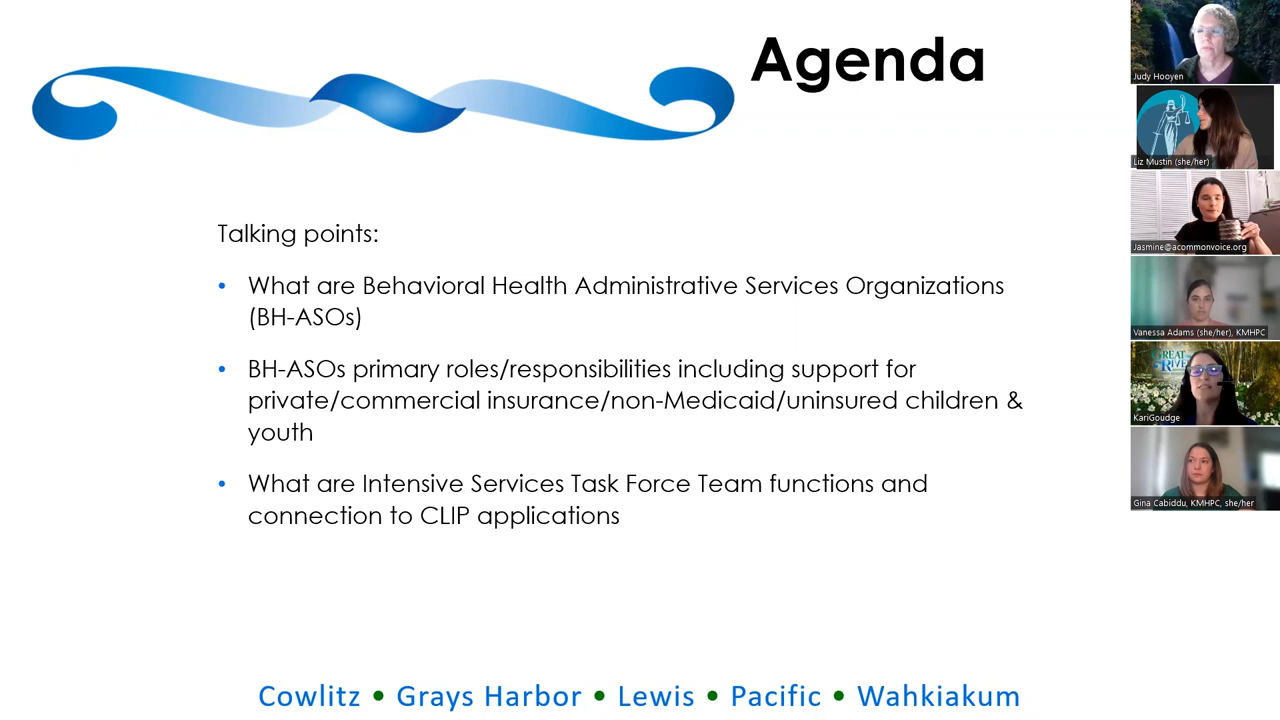 Agenda
Talking points:
• What are Behavioral Health Administrative Services Organizations
(BH-ASOs)
• BH-ASOs primary roles/responsibilities including support for
private/commercial insurance/non-Medicaid/uninsured children &
youth
• What are Intensive Services Task Force Team functions and
connection to CLIP applications
Cowlitz • Grays Harbor • Lewis • Pacific • Wahkiakum
Judy Hooyen
Liz Mustin (she/her)
Jasmine@acommonvoice.org
Vanessa Adams (she/her), KMHPC
GREAT
KariGoudge
Gina Cabiddu, KMHPC, she/her